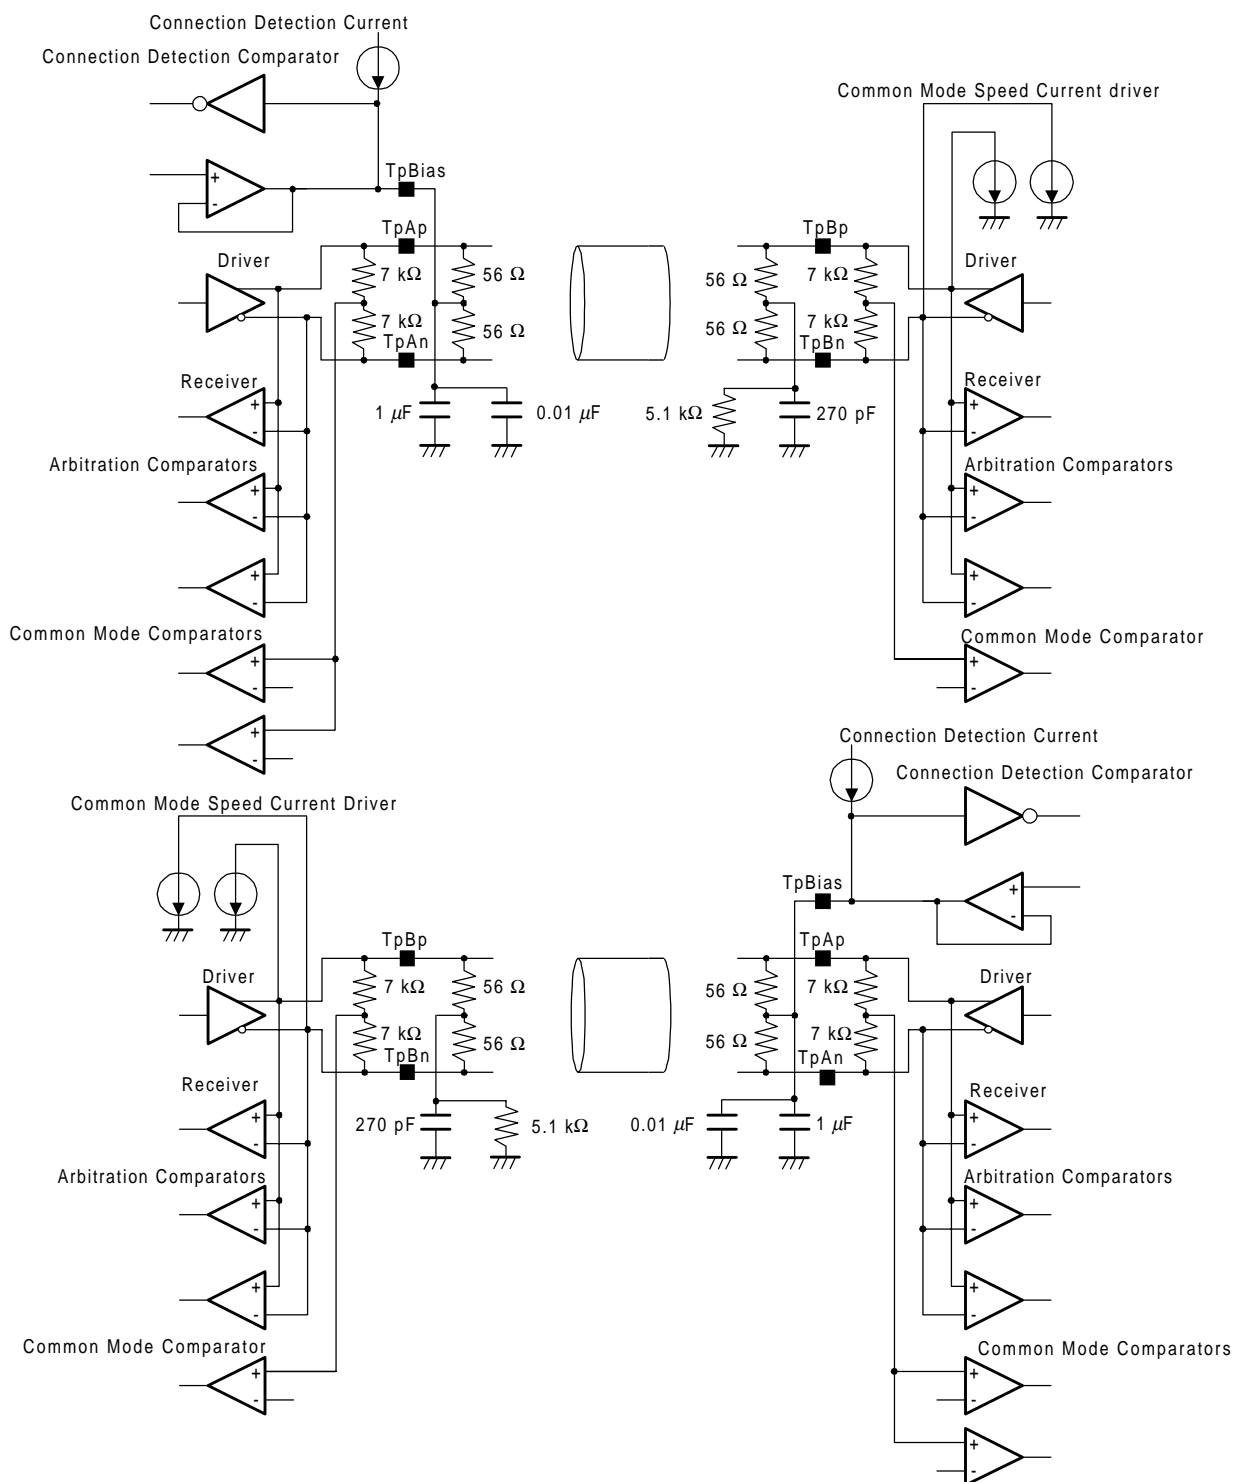 Connection Detection Current
Connection Detection Comparator
Common Mode Speed Current driver
+
-
TpBias
TpAp
TpBp
Driver
7 kΩ
56 Ω
56 Ω
7 kΩ
Driver
7 kΩ
56 Ω
56 Ω
7 kΩ
TpAn
TpBn
Receiver
+
-
1 μF
0.01 μF
5.1 kΩ
270 pF
Receiver
+
-
Arbitration Comparators
+
-
Arbitration Comparators
+
-
+
-
+
-
Common Mode Comparators
+
-
Common Mode Comparator
+
-
+
-
Connection Detection Current
Connection Detection Comparator
Common Mode Speed Current Driver
TpBias
+
-
TpBp
TpAp
Driver
7 kΩ
56 Ω
56 Ω
7 kΩ
Driver
7 kΩ
56 Ω
56 Ω
7 kΩ
TpBn
TpAn
Receiver
+
-
270 pF
5.1 kΩ
0.01 μF
1 μF
Receiver
+
-
Arbitration Comparators
+
-
Arbitration Comparators
+
-
+
-
+
-
Common Mode Comparator
+
-
Common Mode Comparators
+
-
+
-